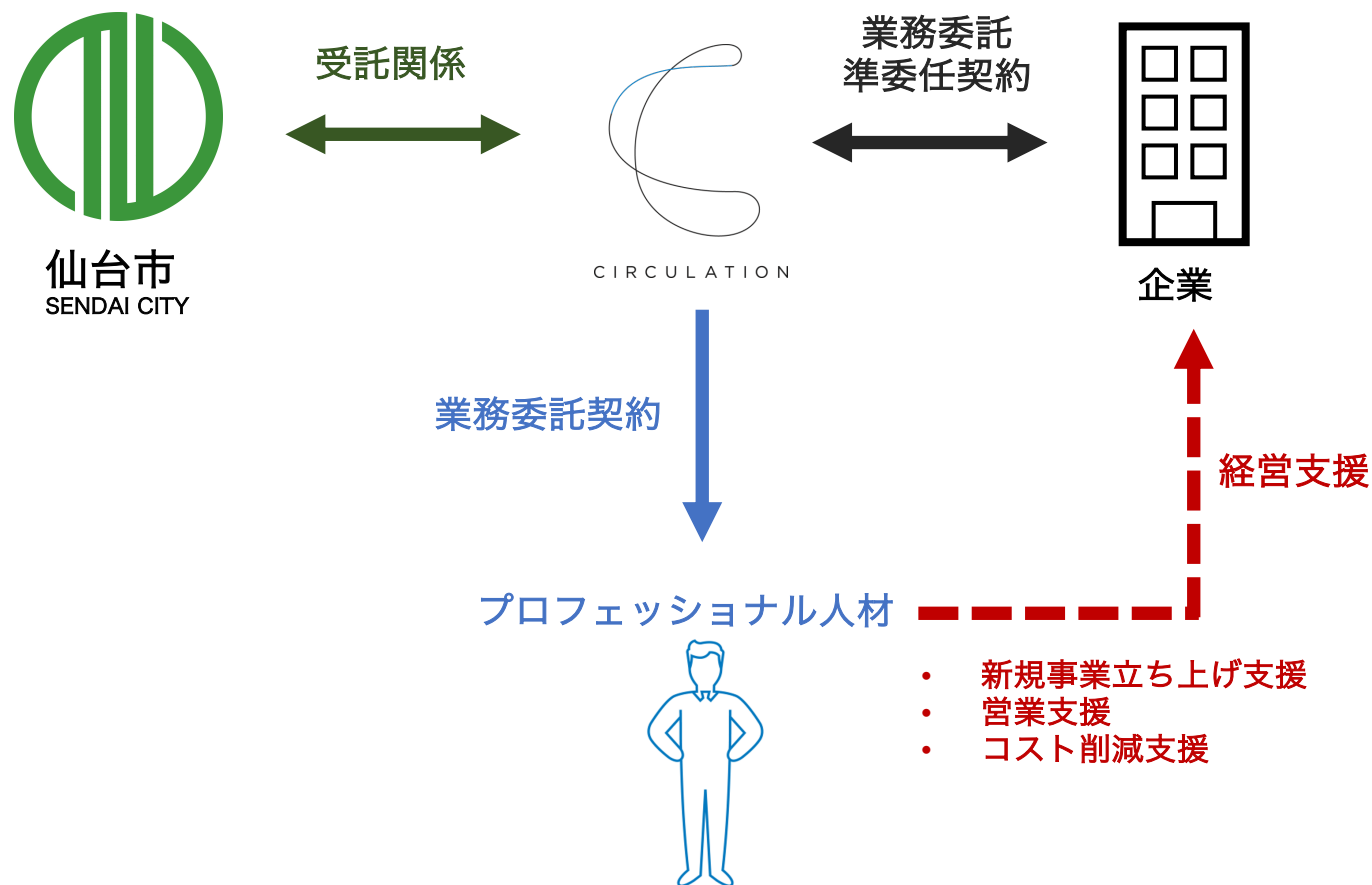 受託関係
業務委託
準委任契約
仙台市
SENDAI CITY
CIRCULATION
企業
業務委託契約
経営支援
プロフェッショナル人材
• 新規事業立ち上げ支援
• 営業支援
• コスト削減支援